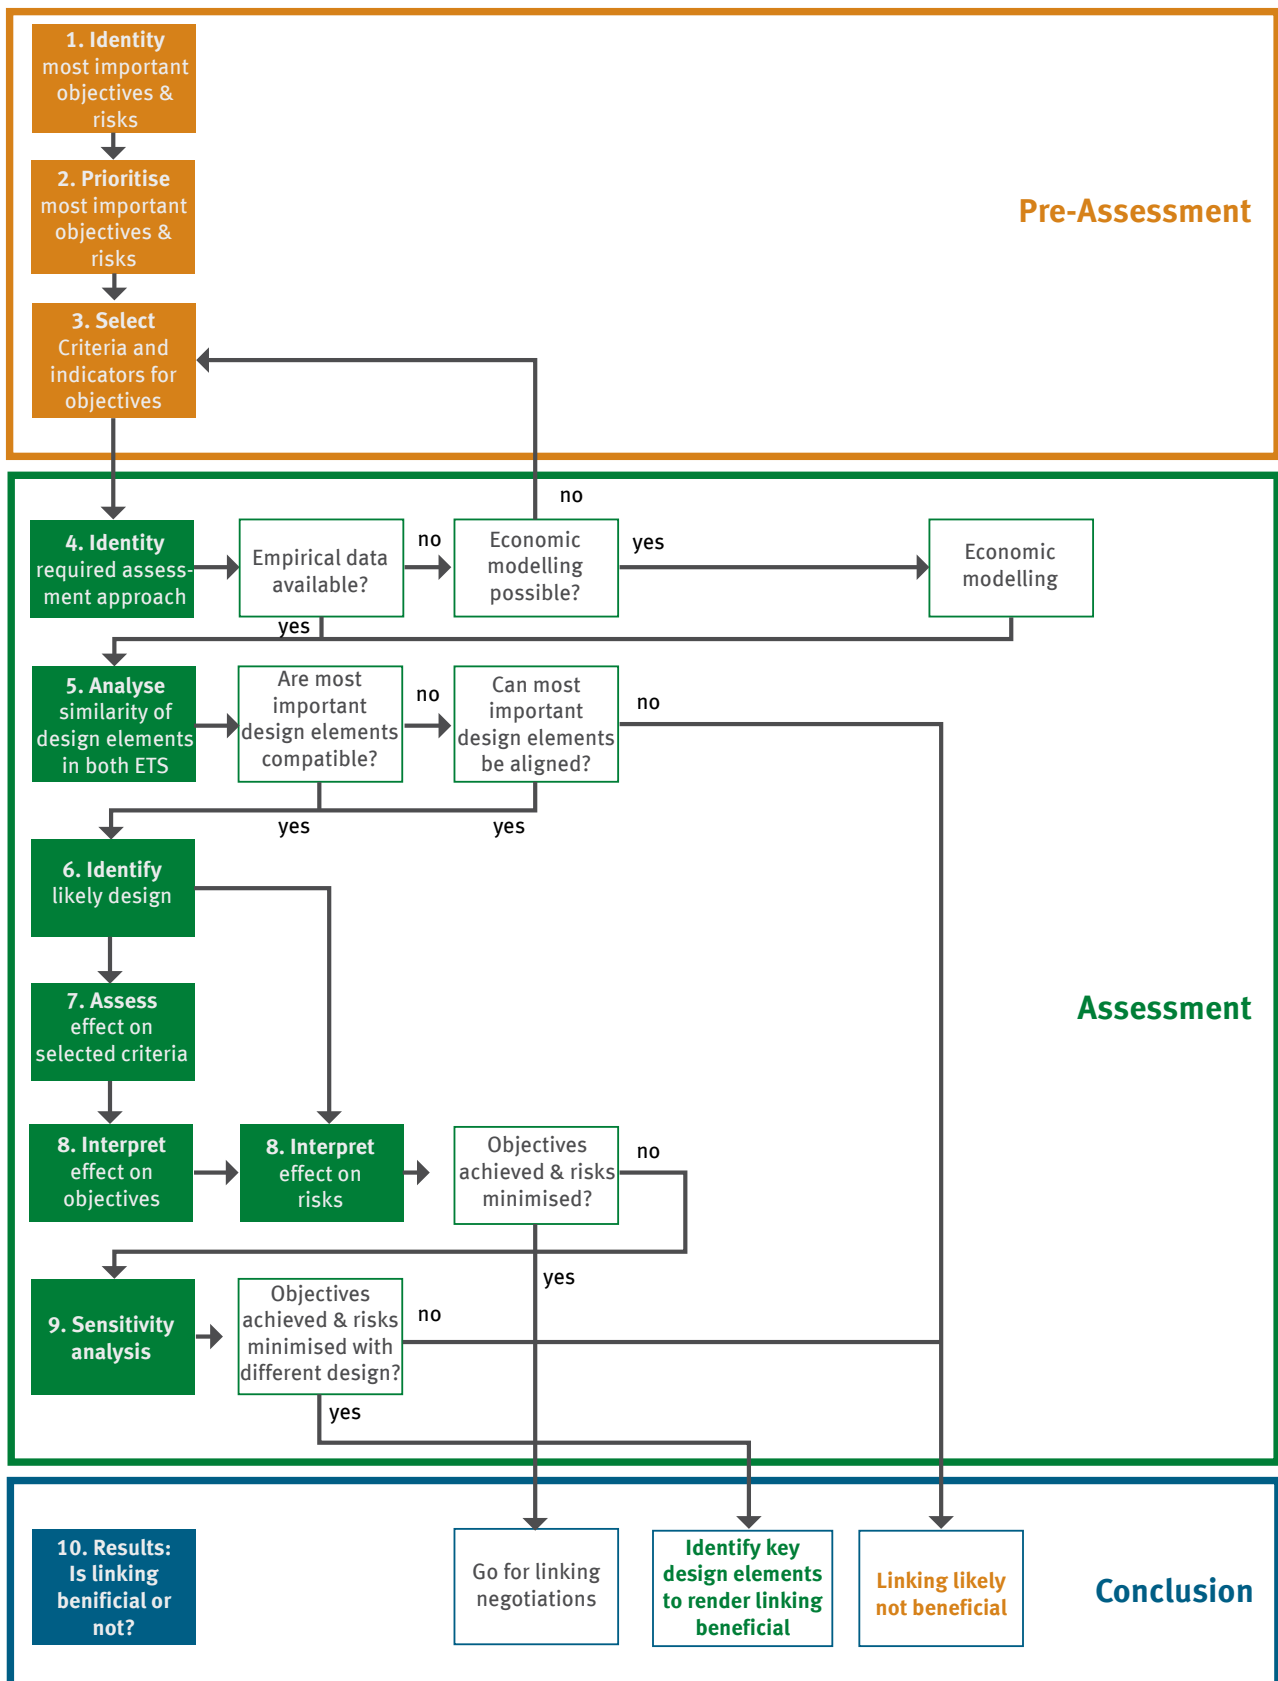 1. Identity
most important
objectives &
risks
2. Prioritise
most important
objectives &
risks
Pre-Assessment
3. Select
Criteria and
indicators for
objectives
no
4. Identity
required assess-
ment approach
Empirical data
available?
no
Economic
modelling
possible?
yes
Economic
modelling
yes
5. Analyse
similarity of
design elements
in both ETS
Are most
important
design elements
compatible?
no
Can most
important
design elements
be aligned?
no
yes
yes
6. Identify
likely design
7. Assess
effect on
selected criteria
Assessment
8. Interpret
effect on
objectives
8. Interpret
effect on
risks
Objectives
achieved & risks
minimised?
no
yes
9. Sensitivity
analysis
Objectives
achieved & risks
minimised with
different design?
no
yes
10. Results:
Is linking
benificial or
not?
Go for linking
negotiations
Identify key
design elements
to render linking
beneficial
Linking likely
not beneficial
Conclusion